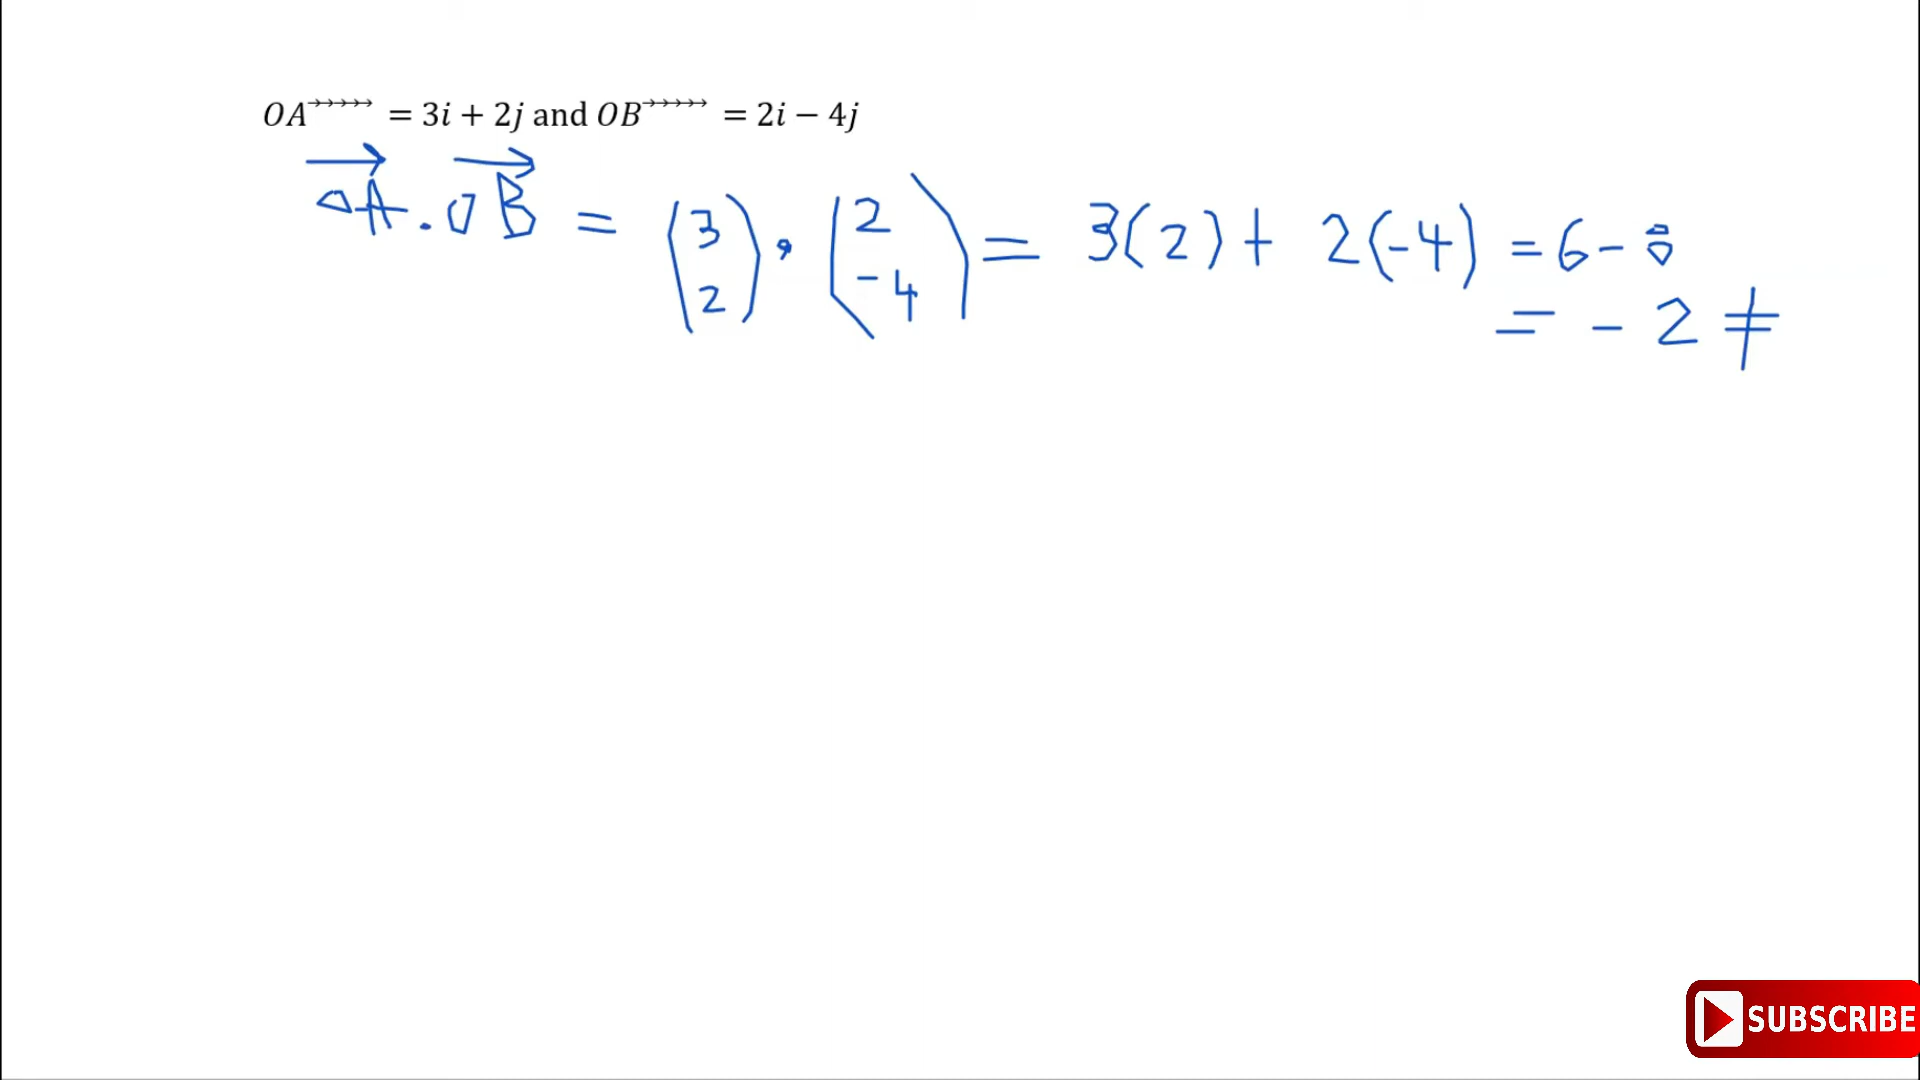 OA→→→→→ = 3i + 2j and OB→→→→→ = 2i − 4j
→OA . →OB = (3 2) • (2 -4) = 3(2) + 2(-4) = 6 - 8
= - 2 ⧧
SUBSCRIBE